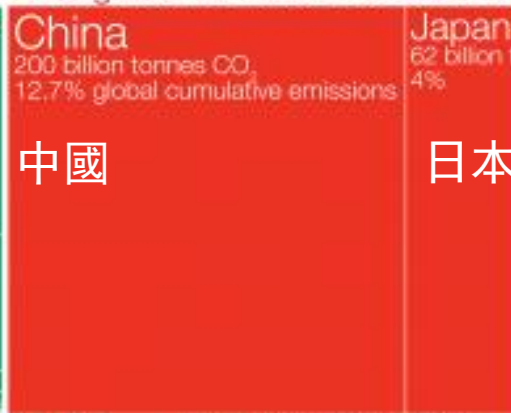 China
200 billion tonnes CO₂
12.7% global cumulative emissions
中國
Japan
62 billion
4%
日本